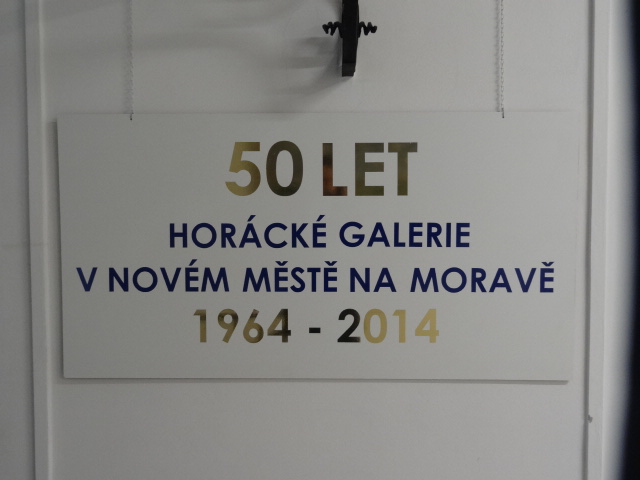 50 LET
HORÁCKÉ GALERIE
V NOVÉM MĚSTĚ NA MORAVĚ
1964 - 2014